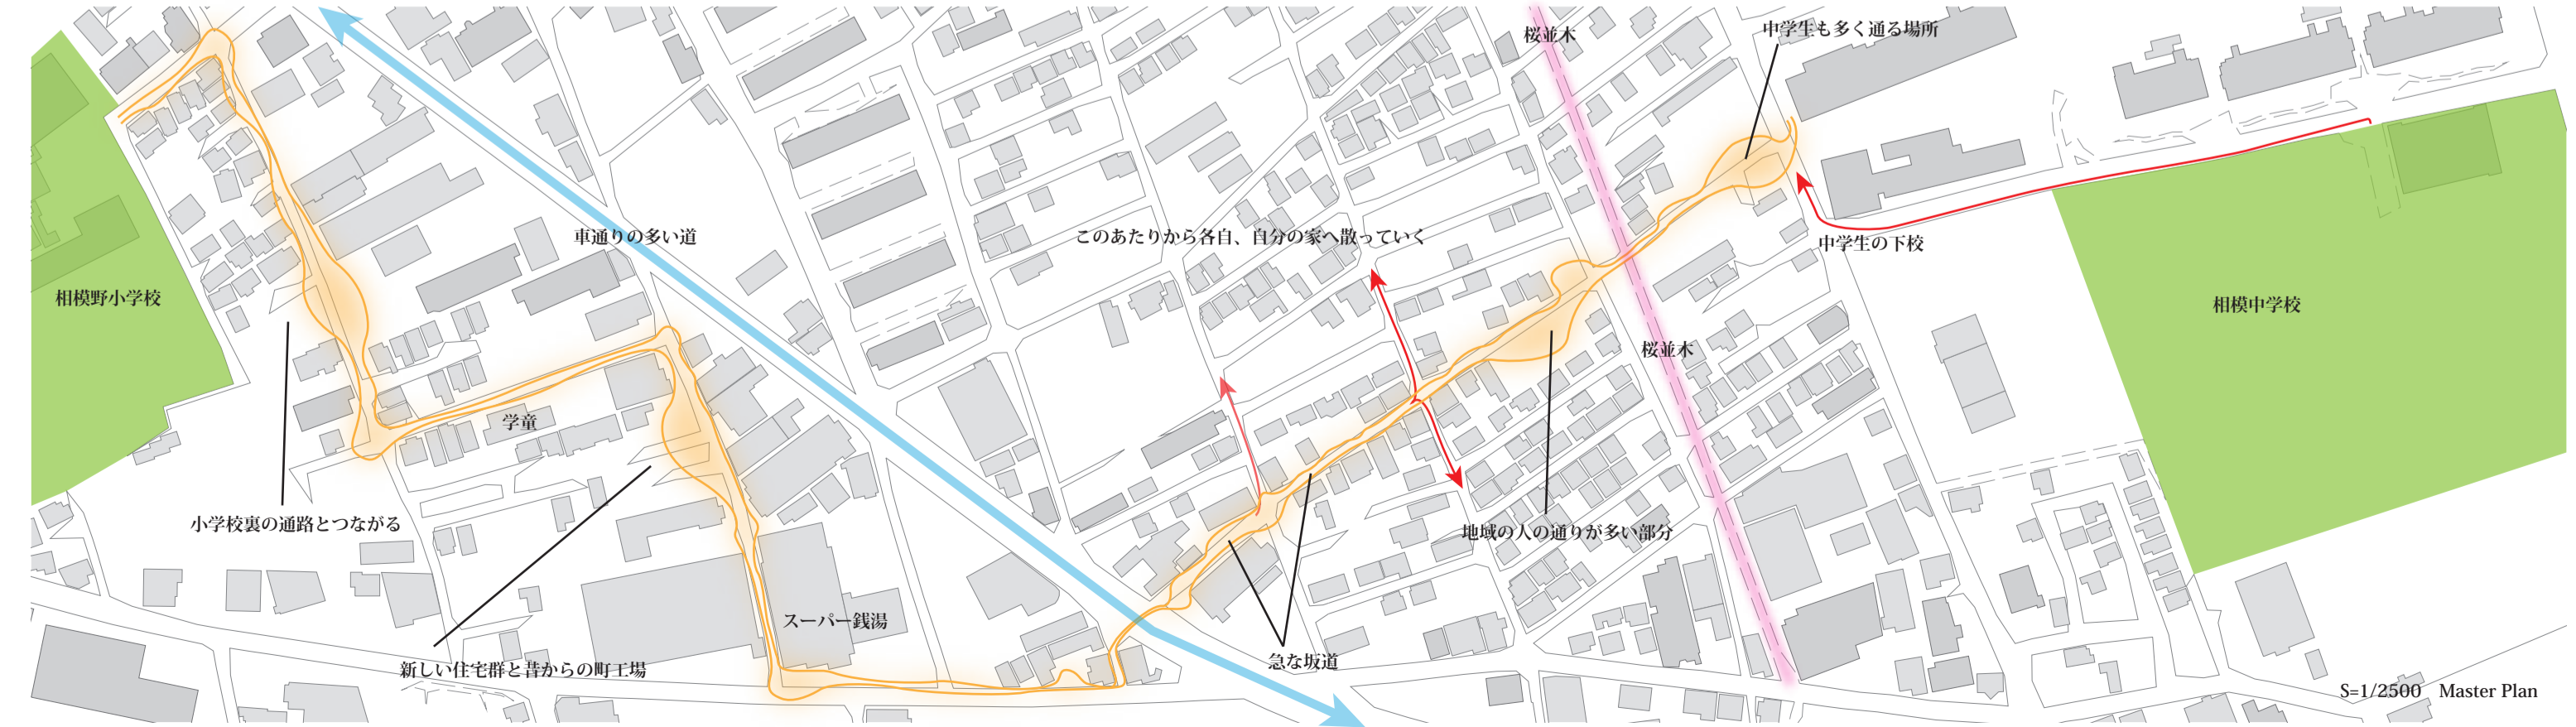 桜並木
中学生も多く通る場所
車通りの多い道
このあたりから各自、自分の家へ散っていく
中学生の下校
相模野小学校
相模中学校
桜並木
学童
小学校裏の通路とつながる
地域の人の通りが多い部分
スーパー銭湯
新しい住宅群と昔からの町工場
急な坂道
S=1/2500 Master Plan